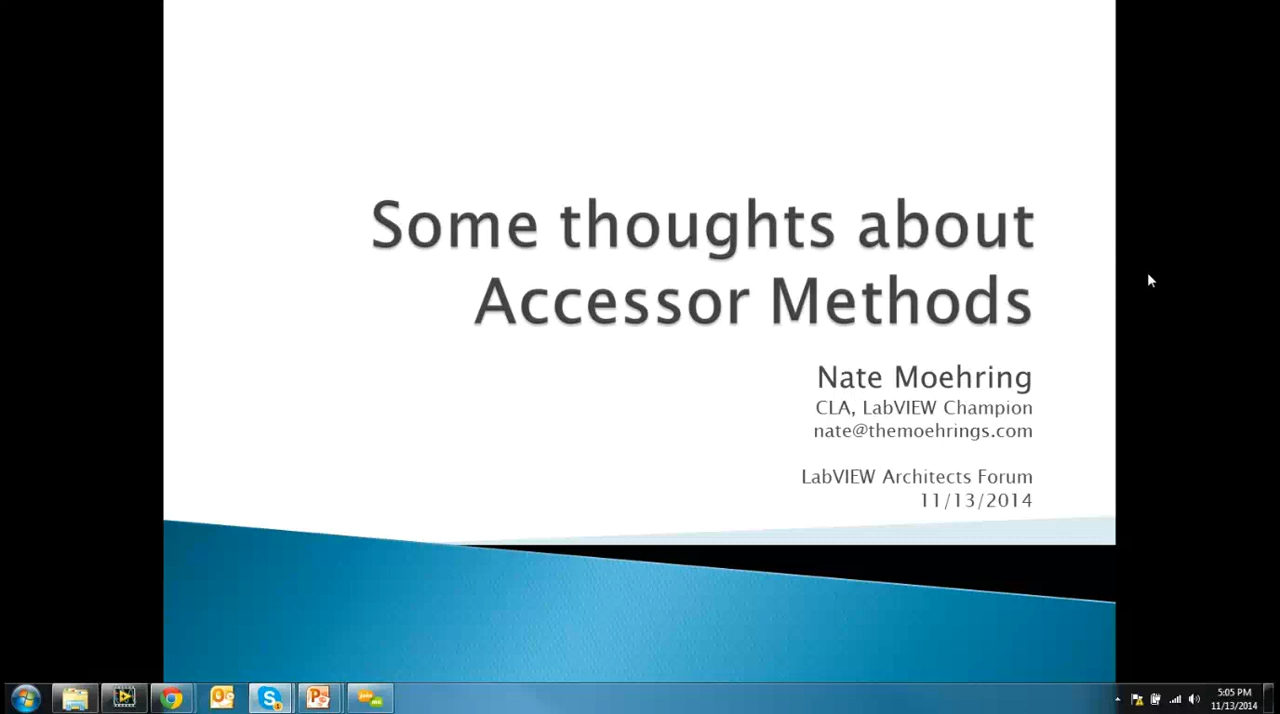 Some thoughts about
Accessor Methods
Nate Moehring
CLA, LabVIEW Champion
nate@themoehrings.com
LabVIEW Architects Forum
11/13/2014
5:05 PM
11/13/2014